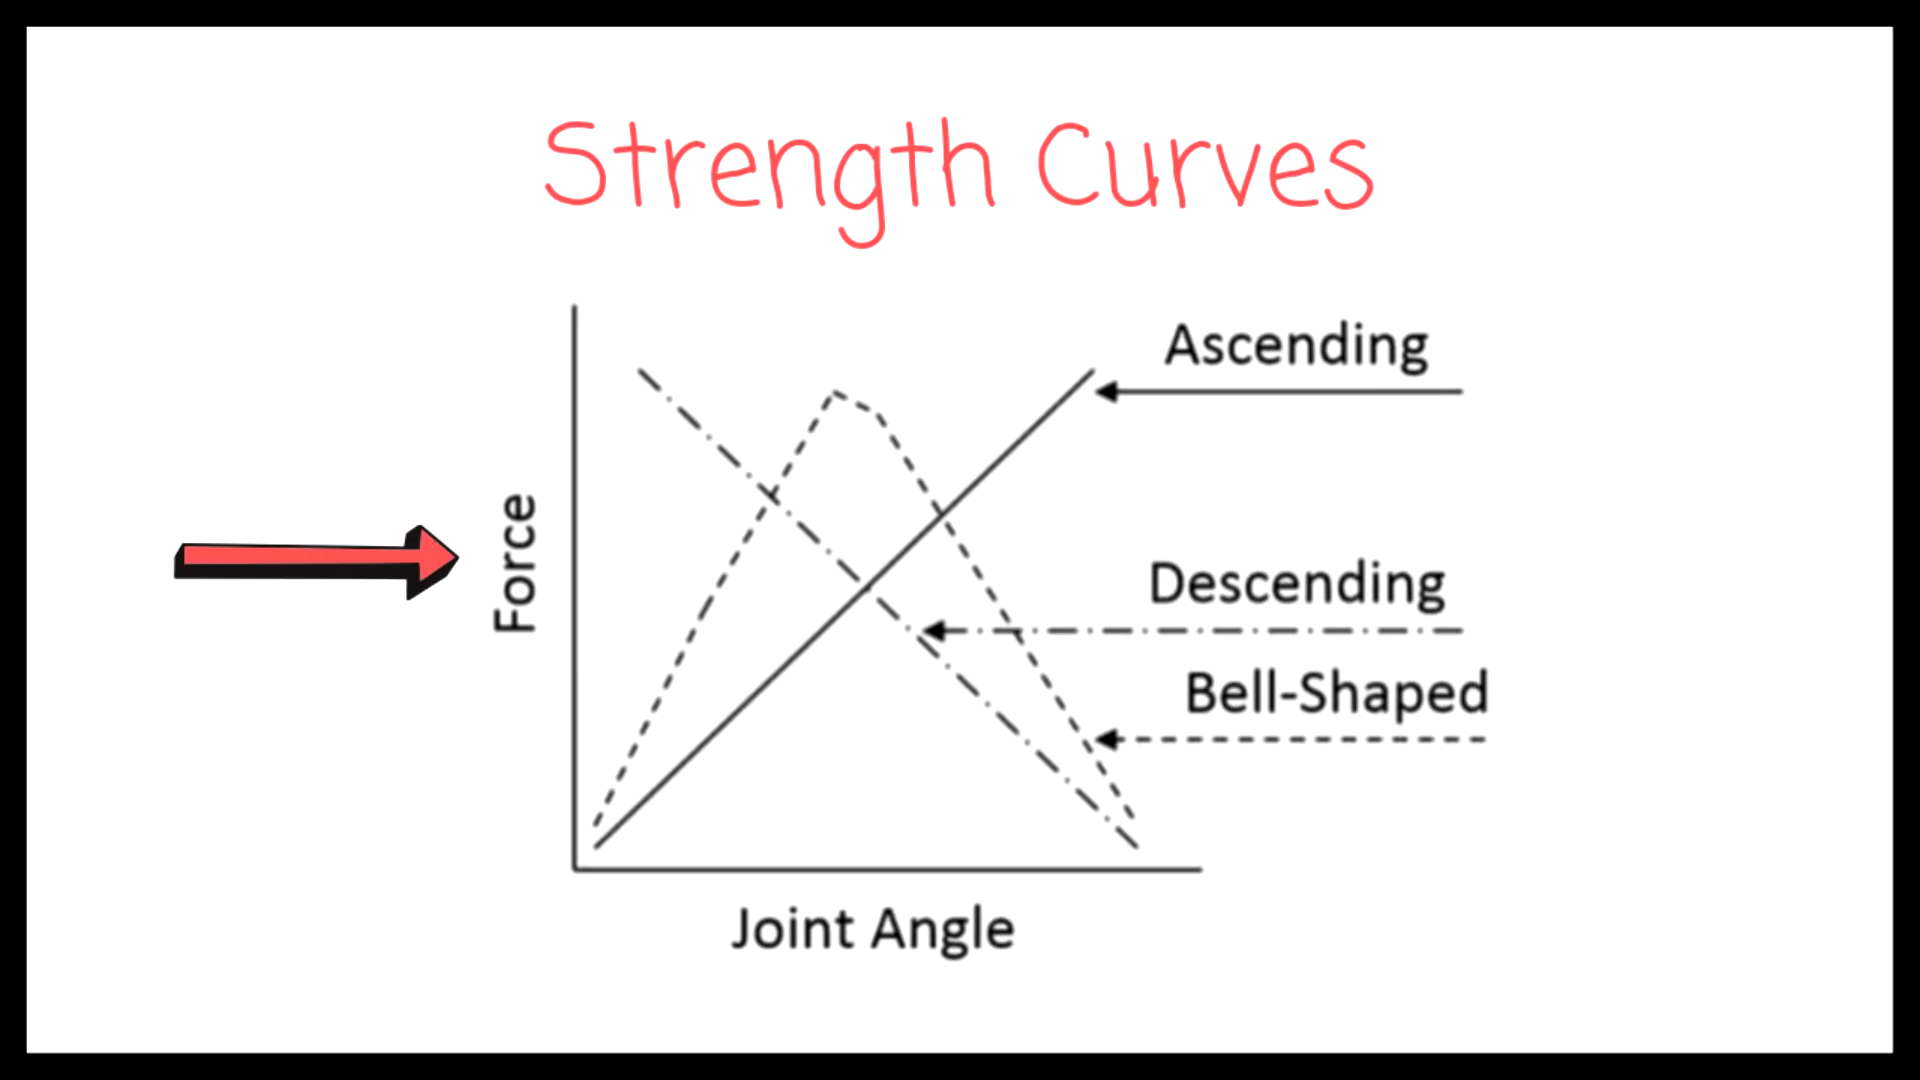 Strength Curves
Ascending
Force
Descending
Bell-Shaped
Joint Angle